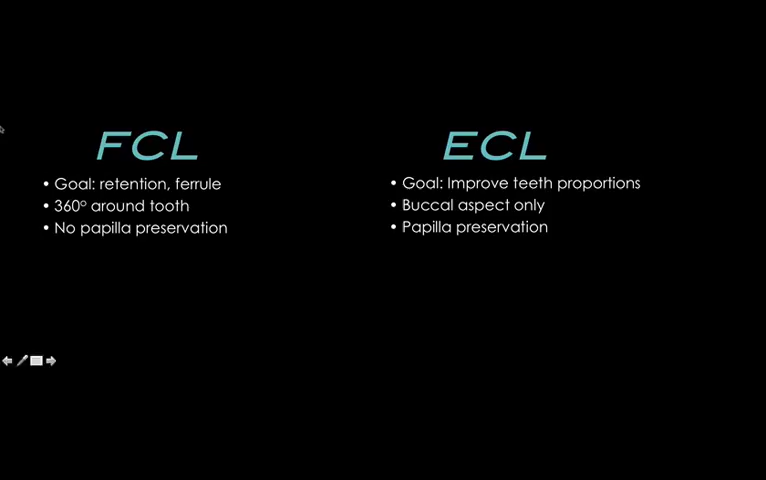 FCL
• Goal: retention, ferrule
• 360° around tooth
• No papilla preservation
ECL
• Goal: Improve teeth proportions
• Buccal aspect only
• Papilla preservation